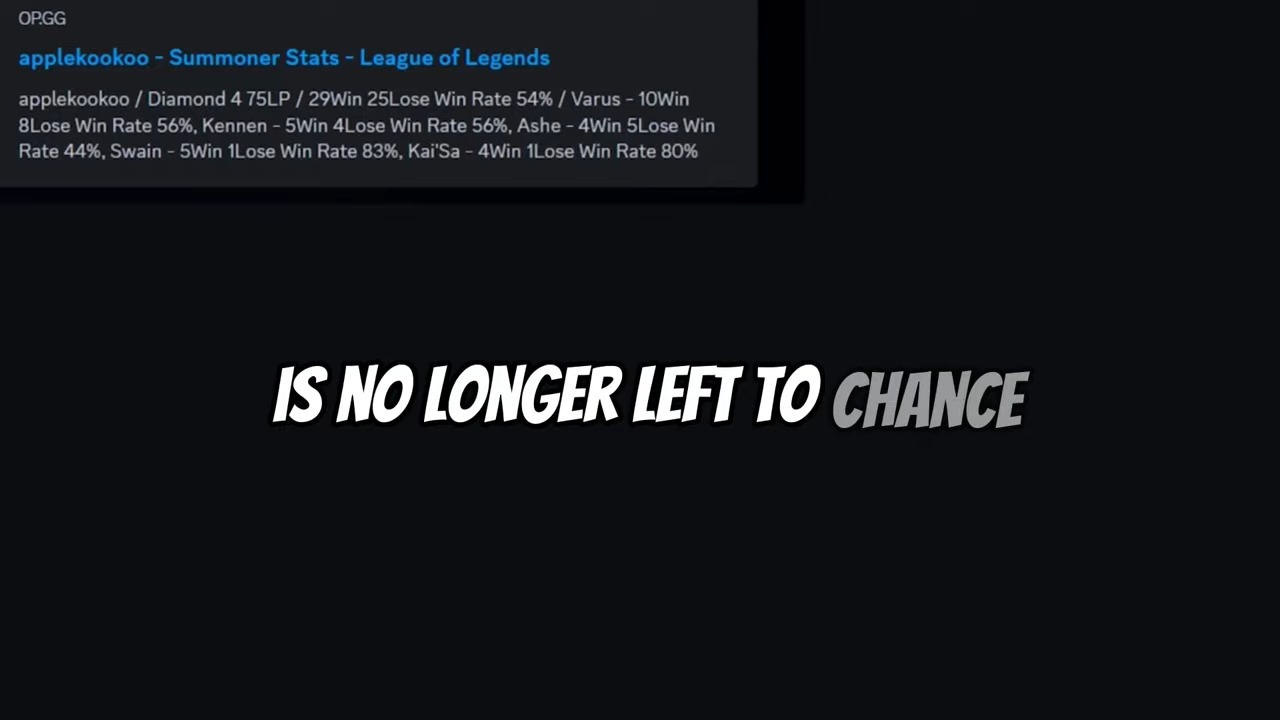 OP.GG
applekookoo - Summoner Stats - League of Legends
applekookoo / Diamond 4 75LP / 29Win 25Lose Win Rate 54% / Varus - 10Win
8Lose Win Rate 56%, Kennen - 5Win 4Lose Win Rate 56%, Ashe - 4Win 5Lose Win
Rate 44%, Swain - 5Win 1Lose Win Rate 83%, Kai'Sa - 4Win 1Lose Win Rate 80%
IS NO LONGER LEFT TO CHANCE